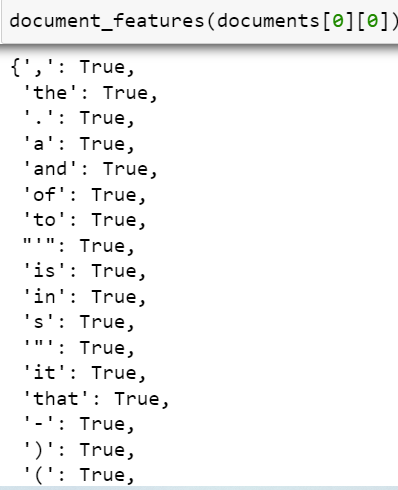 document_features(documents[0][0])
{',': True,
'the': True,
'.': True,
'a': True,
'and': True,
'of': True,
'to': True,
"'": True,
'is': True,
'in': True,
's': True,
'"': True,
'it': True,
'that': True,
'-': True,
')': True,
'(': True,